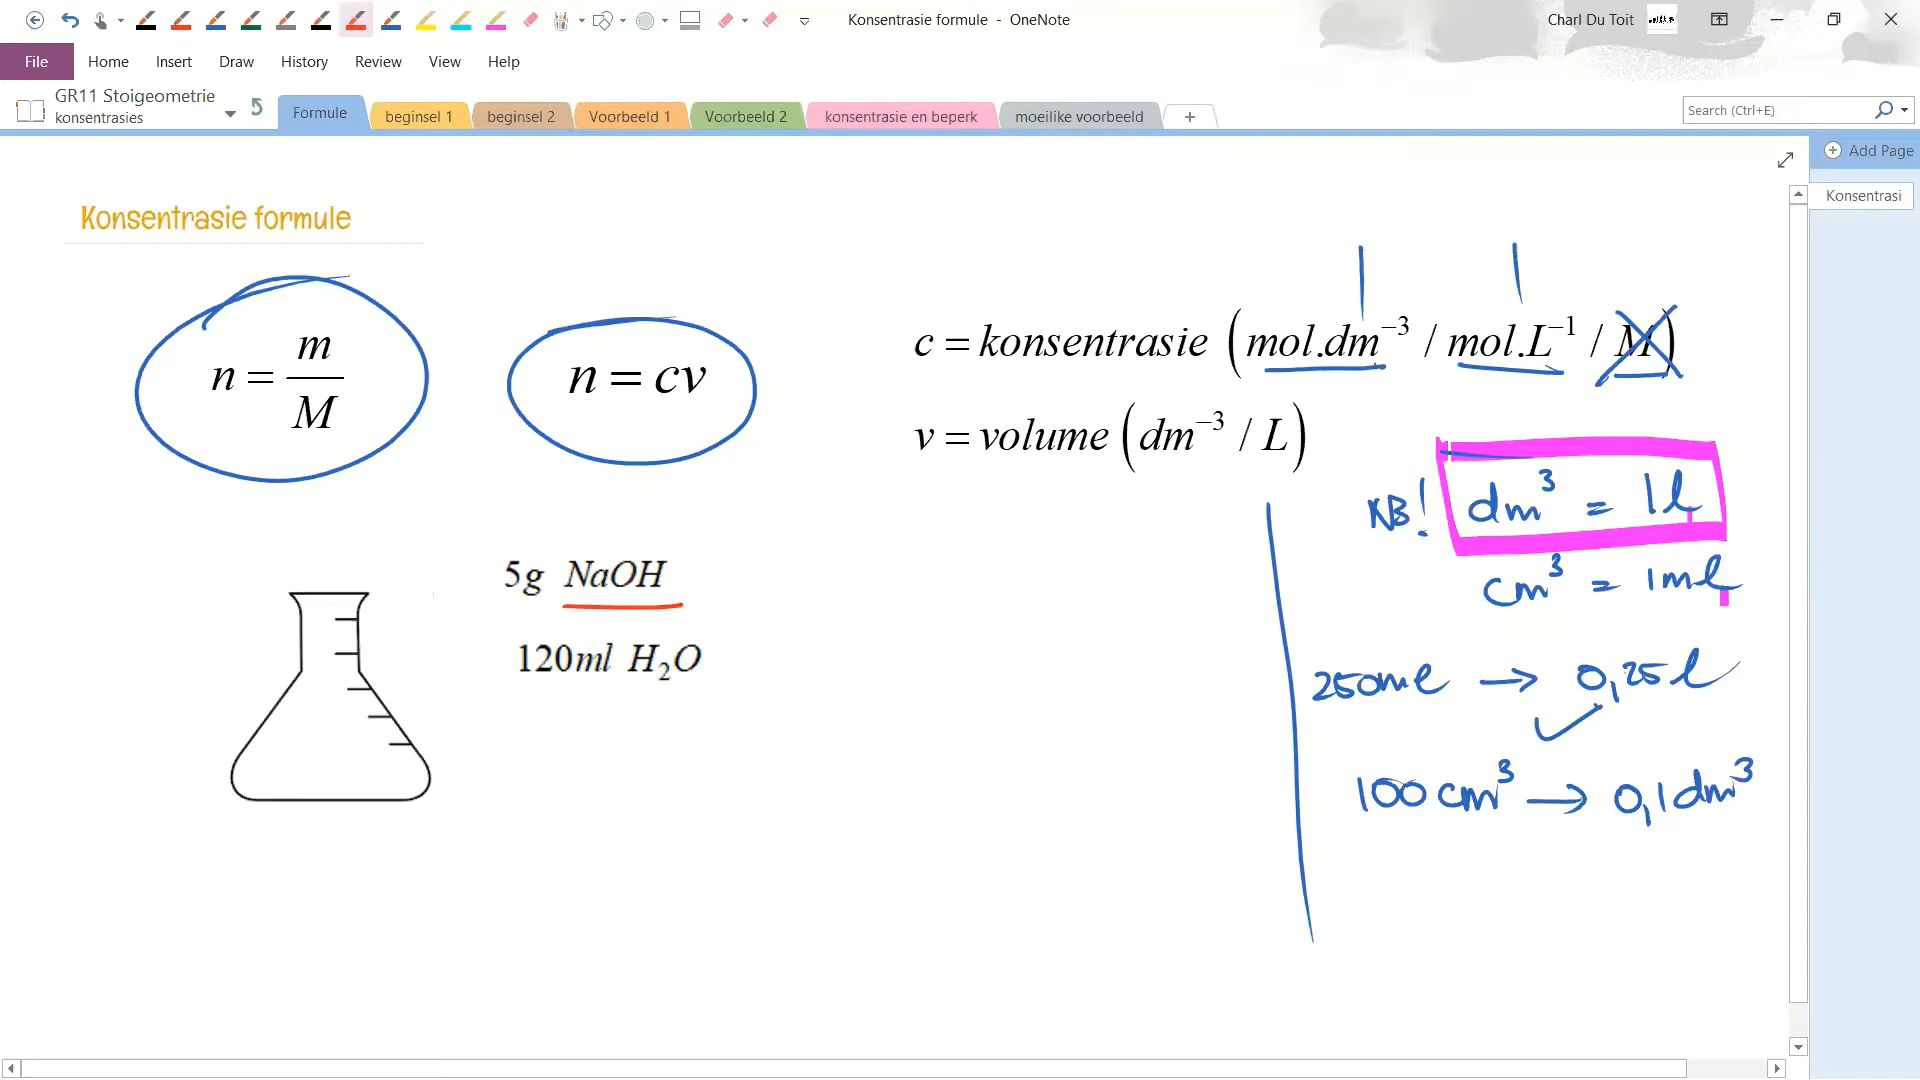 Konsentrasie formule - OneNote
Charl Du Toit
File Home Insert Draw History Review View Help
GR11 Stoigeometrie
konsentrasies
Formule beginsel 1 beginsel 2 Voorbeeld 1 Voorbeeld 2 konsentrasie en beperk moeilike voorbeeld +
Search (Ctrl+E)
Add Page
Konsentrasi
Konsentrasie formule
n = m/M
n = cv
c = konsentrasie (mol.dm⁻³ / mol.L⁻¹ / M)
v = volume (dm⁻³ / L)
NB! dm³ = 1l
cm³ = 1ml
5g NaOH
120ml H₂O
250ml → 0,25l
100cm³ → 0,1dm³